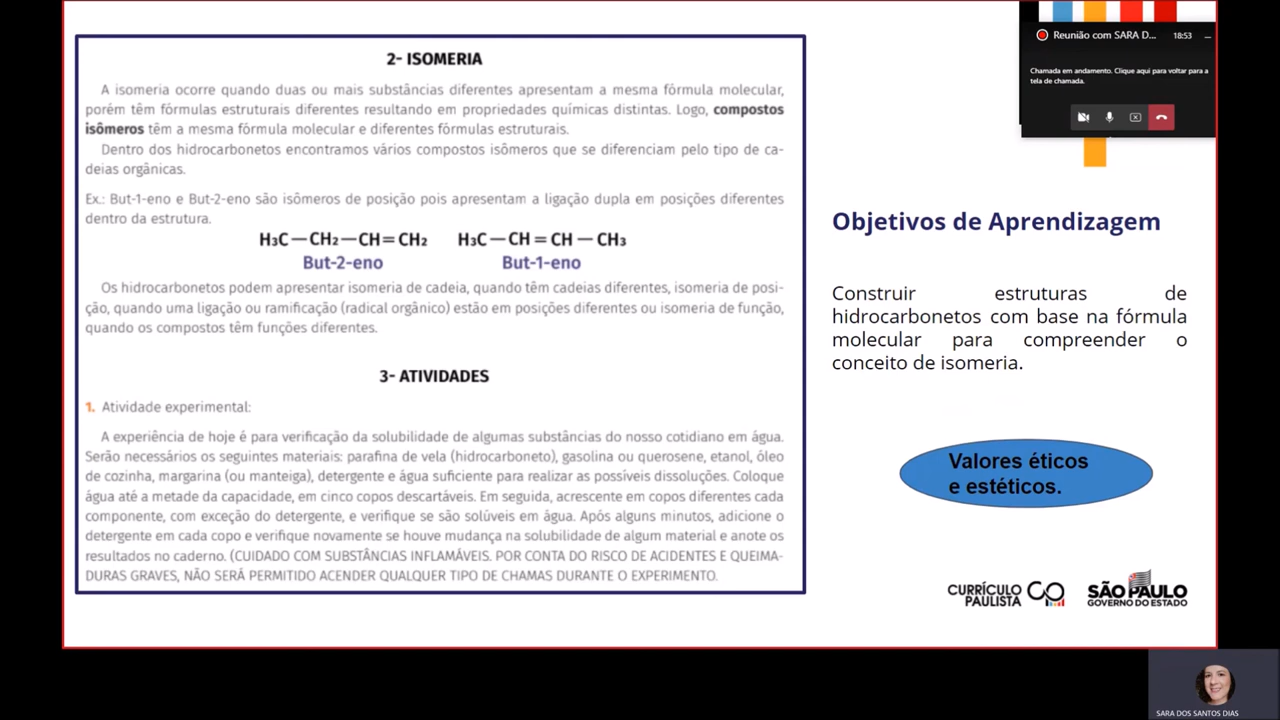 2- ISOMERIA
A isomeria ocorre quando duas ou mais substâncias diferentes apresentam a mesma fórmula molecular,
porém têm fórmulas estruturais diferentes resultando em propriedades químicas distintas. Logo, compostos
isômeros têm a mesma fórmula molecular e diferentes fórmulas estruturais.
Dentro dos hidrocarbonetos encontramos vários compostos isômeros que se diferenciam pelo tipo de ca-
deias orgânicas.
Ex.: But-1-eno e But-2-eno são isômeros de posição pois apresentam a ligação dupla em posições diferentes
dentro da estrutura.
H₃C — CH₂ — CH = CH₂ H₃C — CH = CH — CH₃
But-2-eno But-1-eno
Os hidrocarbonetos podem apresentar isomeria de cadeia, quando têm cadeias diferentes, isomeria de posi-
ção, quando uma ligação ou ramificação (radical orgânico) estão em posições diferentes ou isomeria de função,
quando os compostos têm funções diferentes.
3- ATIVIDADES
1. Atividade experimental:
A experiência de hoje é para verificação da solubilidade de algumas substâncias do nosso cotidiano em água.
Serão necessários os seguintes materiais: parafina de vela (hidrocarboneto), gasolina ou querosene, etanol, óleo
de cozinha, margarina (ou manteiga), detergente e água suficiente para realizar as possíveis dissoluções. Coloque
água até a metade da capacidade, em cinco copos descartáveis. Em seguida, acrescente em copos diferentes cada
componente, com exceção do detergente, e verifique se são solúveis em água. Após alguns minutos, adicione o
detergente em cada copo e verifique novamente se houve mudança na solubilidade de algum material e anote os
resultados no caderno. (CUIDADO COM SUBSTÂNCIAS INFLAMÁVEIS. POR CONTA DO RISCO DE ACIDENTES E QUEIMA-
DURAS GRAVES, NÃO SERÁ PERMITIDO ACENDER QUALQUER TIPO DE CHAMAS DURANTE O EXPERIMENTO.
Reunião com SARA D... 18:53
Chamada em andamento. Clique aqui para voltar para a
tela de chamada.
Objetivos de Aprendizagem
Construir estruturas de
hidrocarbonetos com base na fórmula
molecular para compreender o
conceito de isomeria.
Valores éticos
e estéticos.
CURRÍCULO
PAULISTA
SÃO PAULO
GOVERNO DO ESTADO
SARA DOS SANTOS DIAS